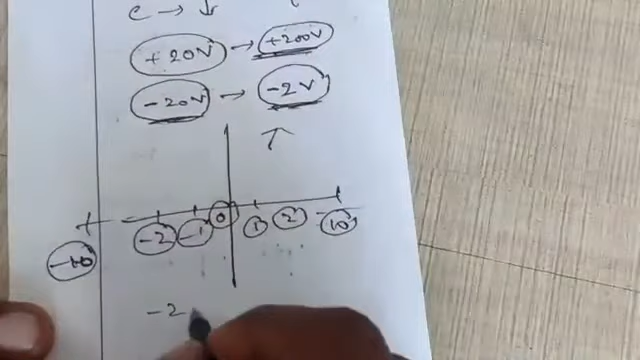 e → ↓
+20V → +200V
-20V → -2V
-10 -2 -1 0 1 2 10
-2